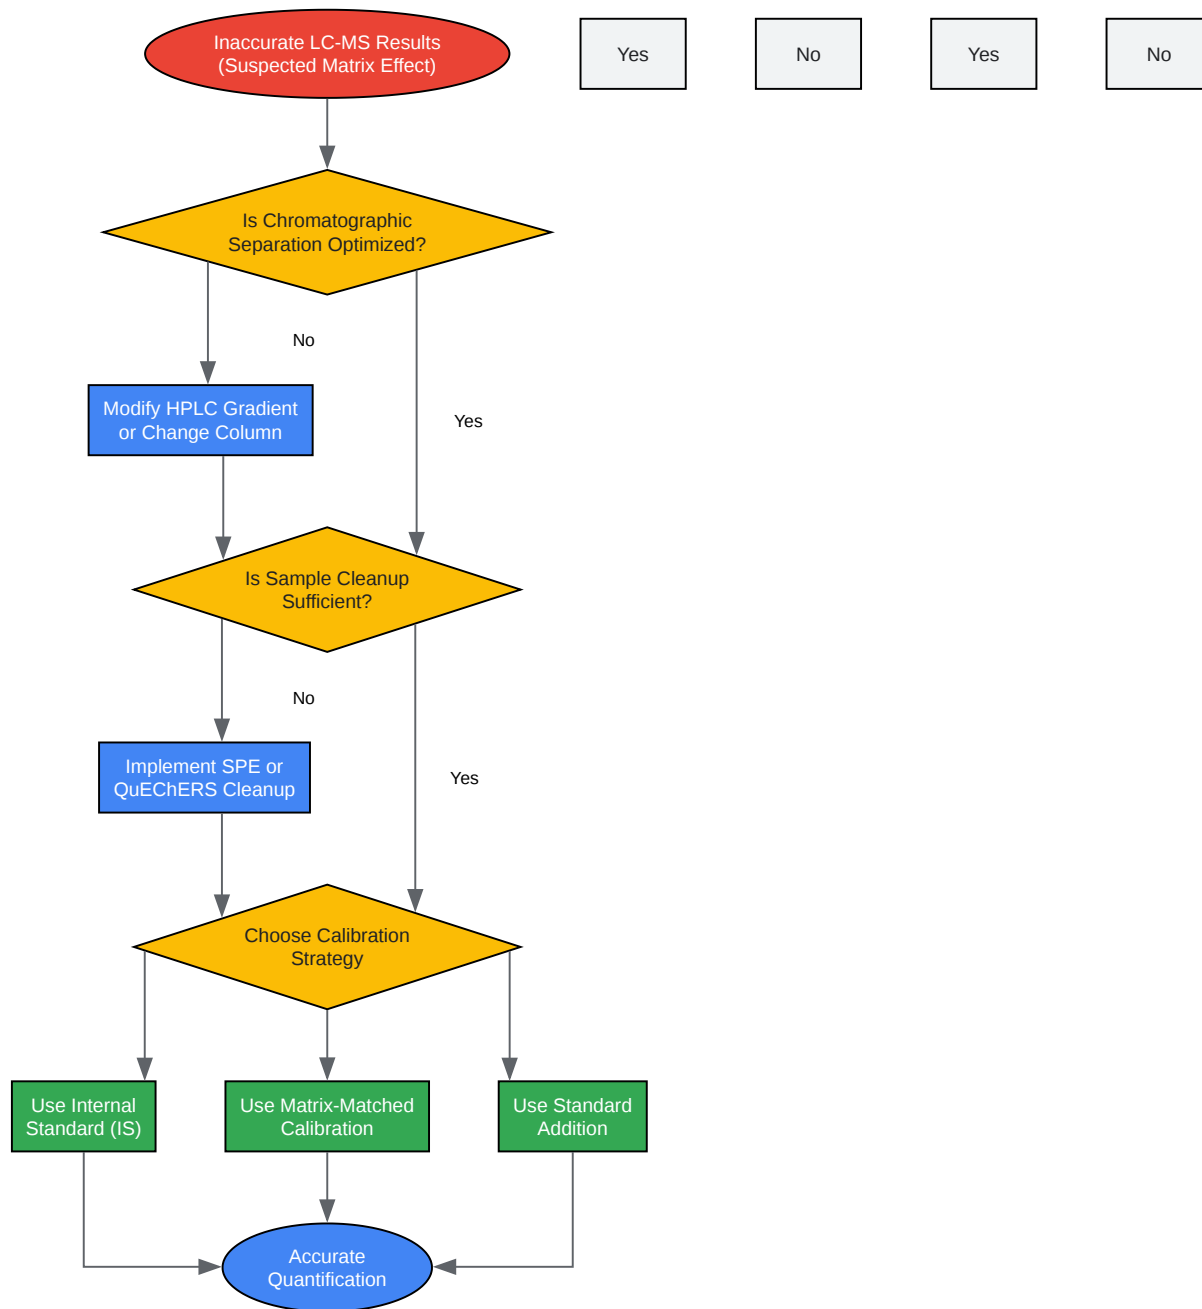 Inaccurate LC-MS Results
(Suspected Matrix Effect)
Yes
No
Yes
No
Is Chromatographic
Separation Optimized?
No
Modify HPLC Gradient
or Change Column
Yes
Is Sample Cleanup
Sufficient?
No
Implement SPE or
QuEChERS Cleanup
Yes
Choose Calibration
Strategy
Use Internal
Standard (IS)
Use Matrix-Matched
Calibration
Use Standard
Addition
Accurate
Quantification